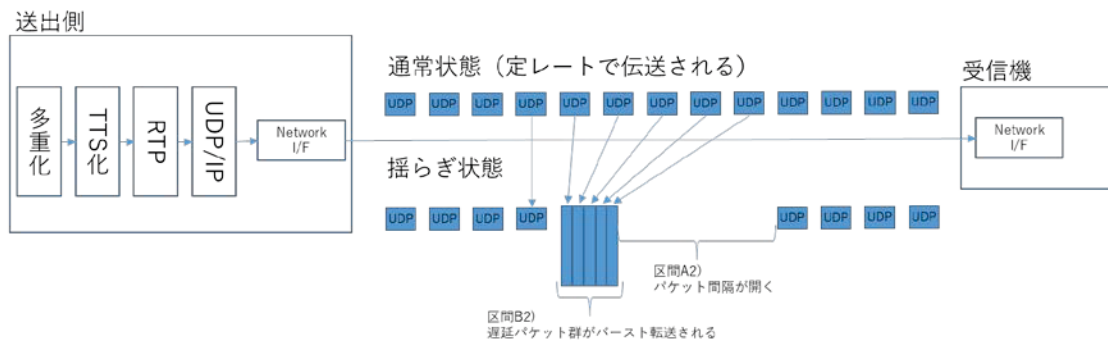 送出側
多重化
TTS化
RTP
UDP/IP
Network
I/F
通常状態（定レートで伝送される）
UDP UDP UDP UDP UDP UDP UDP UDP UDP UDP UDP UDP UDP
揺らぎ状態
UDP UDP UDP UDP UDP UDP UDP UDP
区間A2)
パケット間隔が開く
区間B2)
遅延パケット群がバースト転送される
受信機
Network
I/F